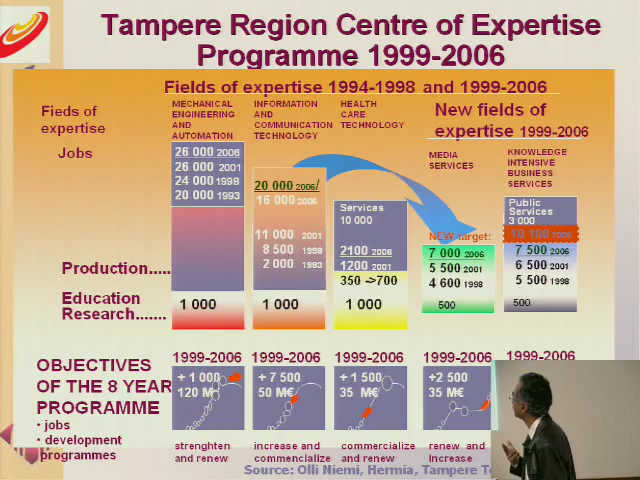 Tampere Region Centre of Expertise
Programme 1999-2006
Fields of expertise 1994-1998 and 1999-2006
Fieds of
expertise
MECHANICAL
ENGINEERING
AND
AUTOMATION
INFORMATION
AND
COMMUNICATION
TECHNOLOGY
HEALTH
CARE
TECHNOLOGY
New fields of
expertise 1999-2006
Jobs
MEDIA
SERVICES
KNOWLEDGE
INTENSIVE
BUSINESS
SERVICES
26 000 2006
26 000 2001
24 000 1998
20 000 1993
20 000 2006/
16 000 2006
11 000 2001
8 500 1998
2 000 1993
Services
10 000
2100 2006
1200 2001
350 ->700
NEW target:
7 000 2006
5 500 2001
4 600 1998
Public
Services
3 000
10 100 2006
7 500 2006
6 500 2001
5 500 1998
Production.....
Education
Research.......
1 000
1 000
1 000
500
500
OBJECTIVES
OF THE 8 YEAR
PROGRAMME
• jobs
• development
programmes
1999-2006
1999-2006
1999-2006
1999-2006
1999-2006
+ 1 000
120 M€
+ 7 500
50 M€
+ 1 500
35 M€
+2 500
35 M€
strenghten
and renew
increase and
commercialize
commercialize
and renew
renew and
Increase
Source: Olli Niemi, Hermia, Tampere